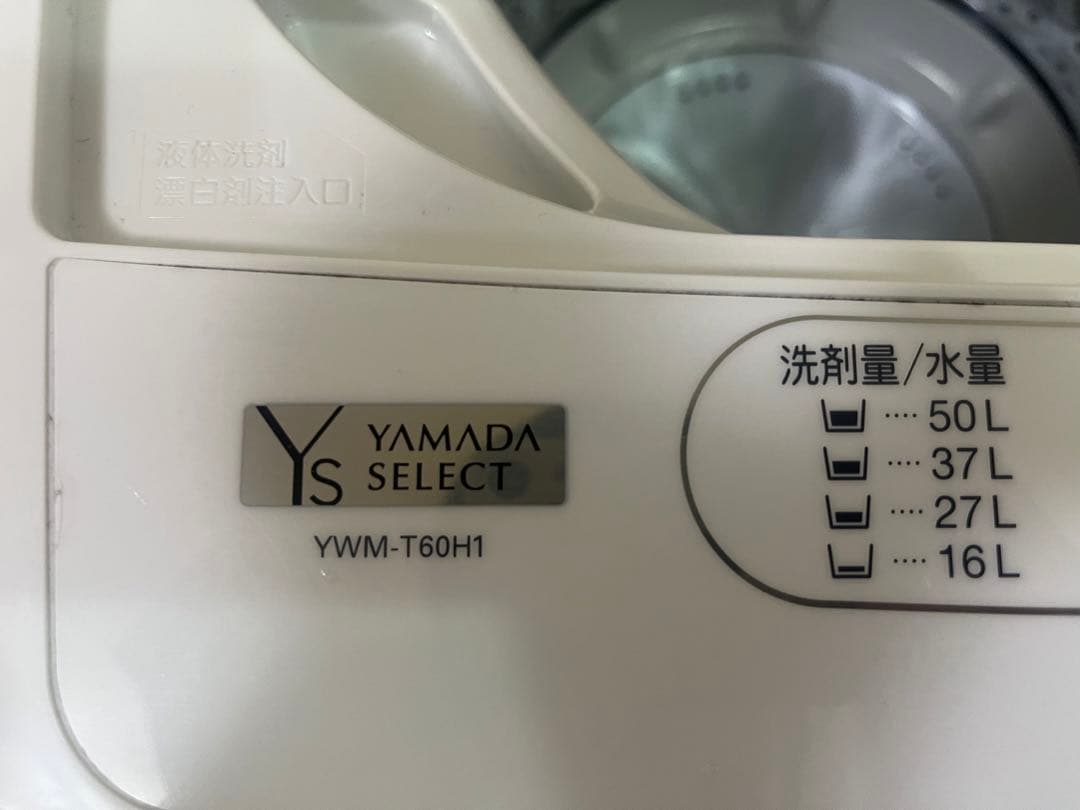 液体洗剤
漂白剤注入口
Ys YAMADA
SELECT
YWM-T60H1
洗剤量/水量
···· 50L
···· 37L
···· 27L
···· 16L